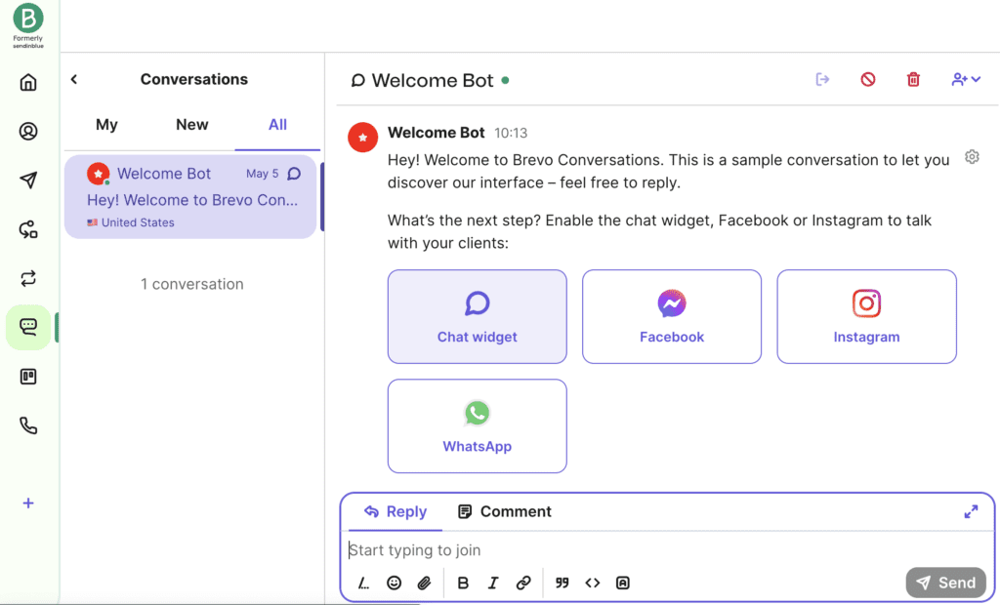 B
Formerly
sendinblue
Conversations
My New All
Welcome Bot May 5
Hey! Welcome to Brevo Con...
United States
1 conversation
Welcome Bot
Welcome Bot 10:13
Hey! Welcome to Brevo Conversations. This is a sample conversation to let you
discover our interface – feel free to reply.
What's the next step? Enable the chat widget, Facebook or Instagram to talk
with your clients:
Chat widget Facebook Instagram
WhatsApp
Reply Comment
Start typing to join
Send